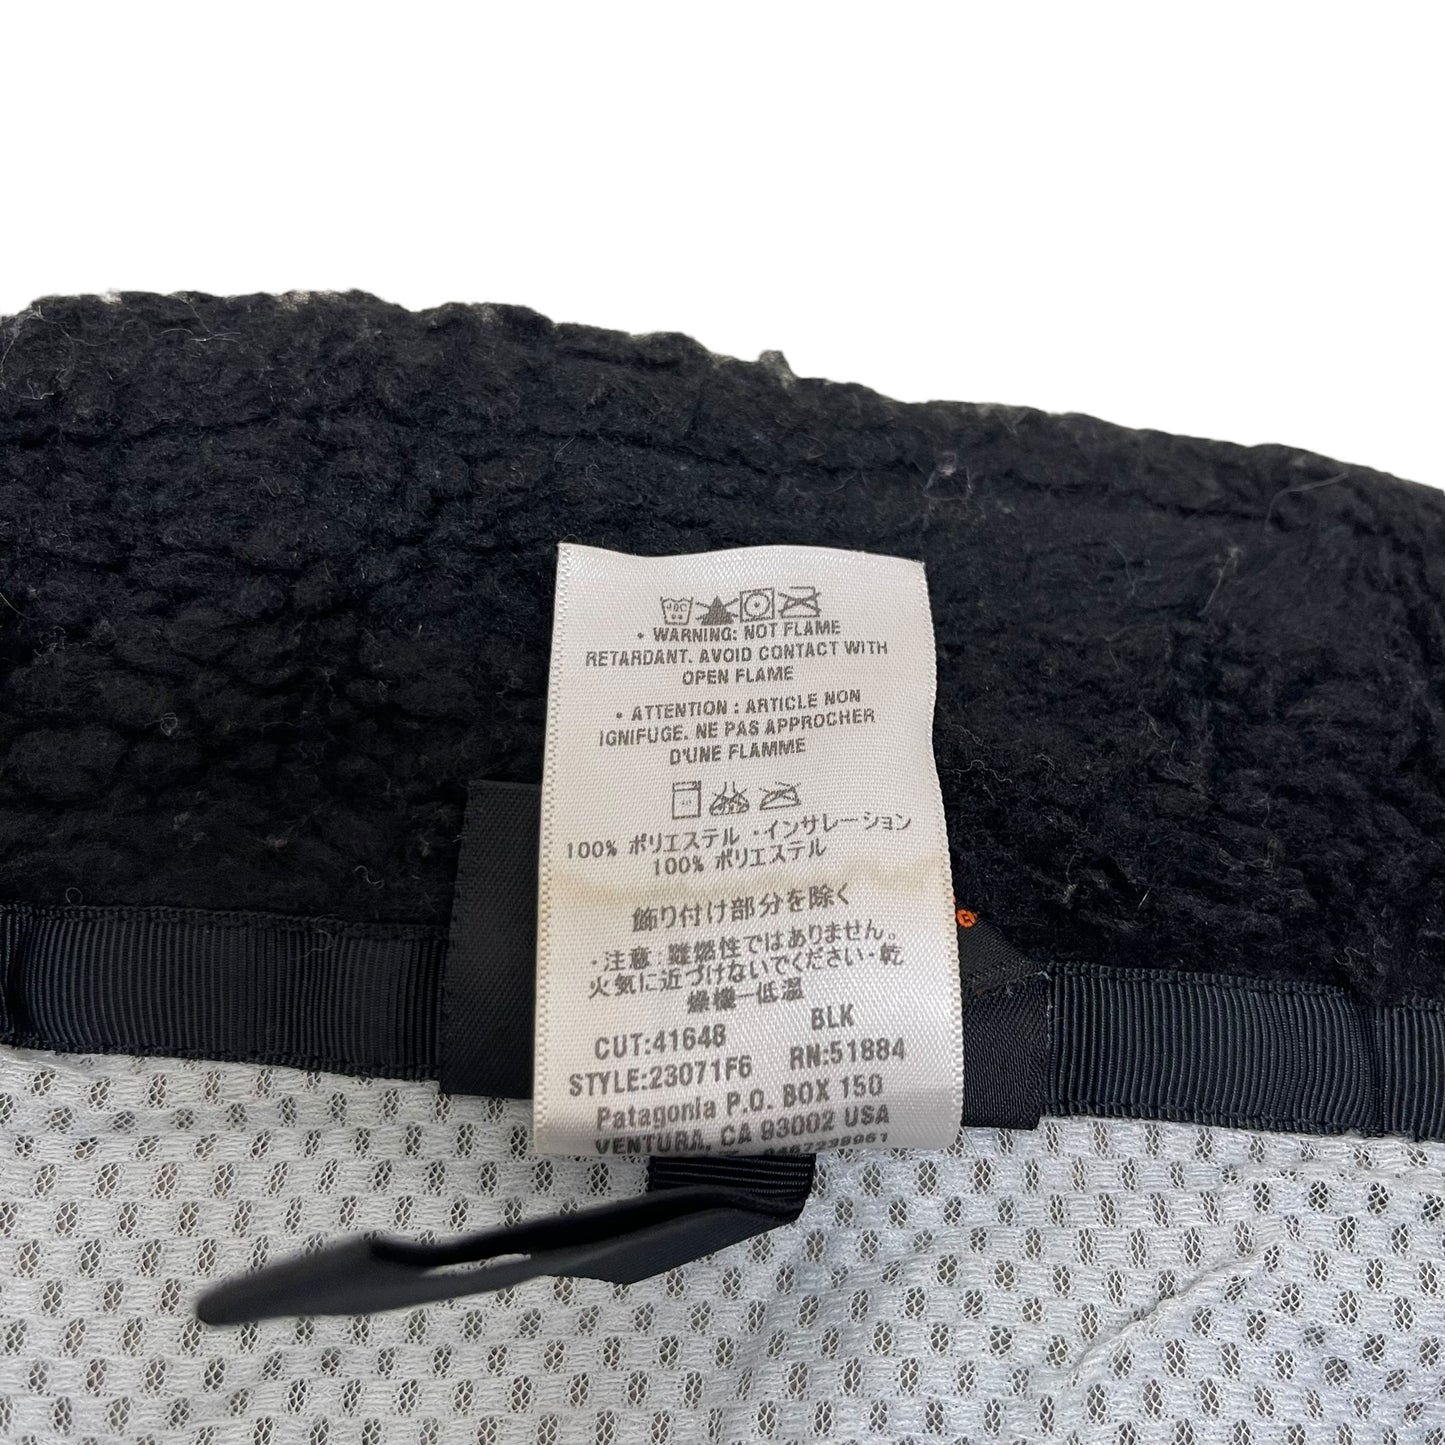 40C
• WARNING: NOT FLAME
RETARDANT. AVOID CONTACT WITH
OPEN FLAME
• ATTENTION : ARTICLE NON
IGNIFUGE. NE PAS APPROCHER
D'UNE FLAMME
100% ポリエステル ・インサレーション
100% ポリエステル
飾り付け部分を除く
・注意:難燃性ではありません。
火気に近づけないでください・乾
燥機－低温
CUT:41648 BLK
STYLE:23071F6 RN:51884
Patagonia P.O. BOX 150
VENTURA, CA 93002 USA